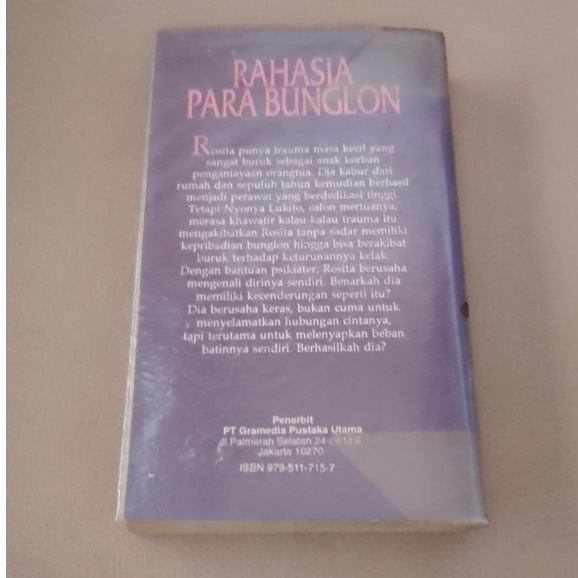 RAHASIA
PARA BUNGLON
Rosita punya trauma masa kecil yang
sangat buruk sebagai anak korban
penganiayaan orangtua. Dia kabur dari
rumah dan sepuluh tahun kemudian berhasil
menjadi perawat yang berdedikasi tinggi.
Tetapi Nyonya Lukito, calon mertuanya,
merasa khawatir kalau-kalau trauma itu
mengakibatkan Rosita tanpa sadar memiliki
kepribadian bunglon hingga bisa berakibat
buruk terhadap keturunannya kelak.
Dengan bantuan psikiater, Rosita berusaha
mengenali dirinya sendiri. Benarkah dia
memiliki kecenderungan seperti itu?
Dia berusaha keras, bukan cuma untuk
menyelamatkan hubungan cintanya,
tapi terutama untuk melenyapkan beban
batinnya sendiri. Berhasilkah dia?
Penerbit
PT Gramedia Pustaka Utama
Jl.Palmerah Selatan
Jakarta 10270
ISBN 979-511-715-7